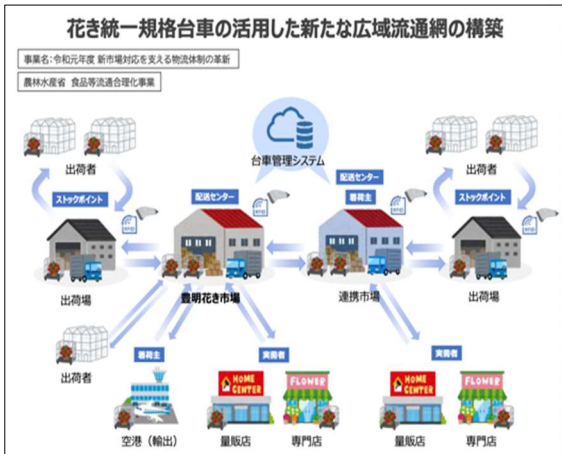 花き統一規格台車の活用した新たな広域流通網の構築
事業名：令和元年度 新市場対応を支える物流体制の革新
農林水産省 食品等流通合理化事業
台車管理システム
出荷者
出荷者
ストックポイント
配送センター
配送センター
着荷主
ストックポイント
出荷場
豊明花き市場
連携市場
出荷場
出荷者
着荷主
実需者
実需者
HOME
CENTER
FLOWER
HOME
CENTER
FLOWER
空港（輸出）
量販店
専門店
量販店
専門店